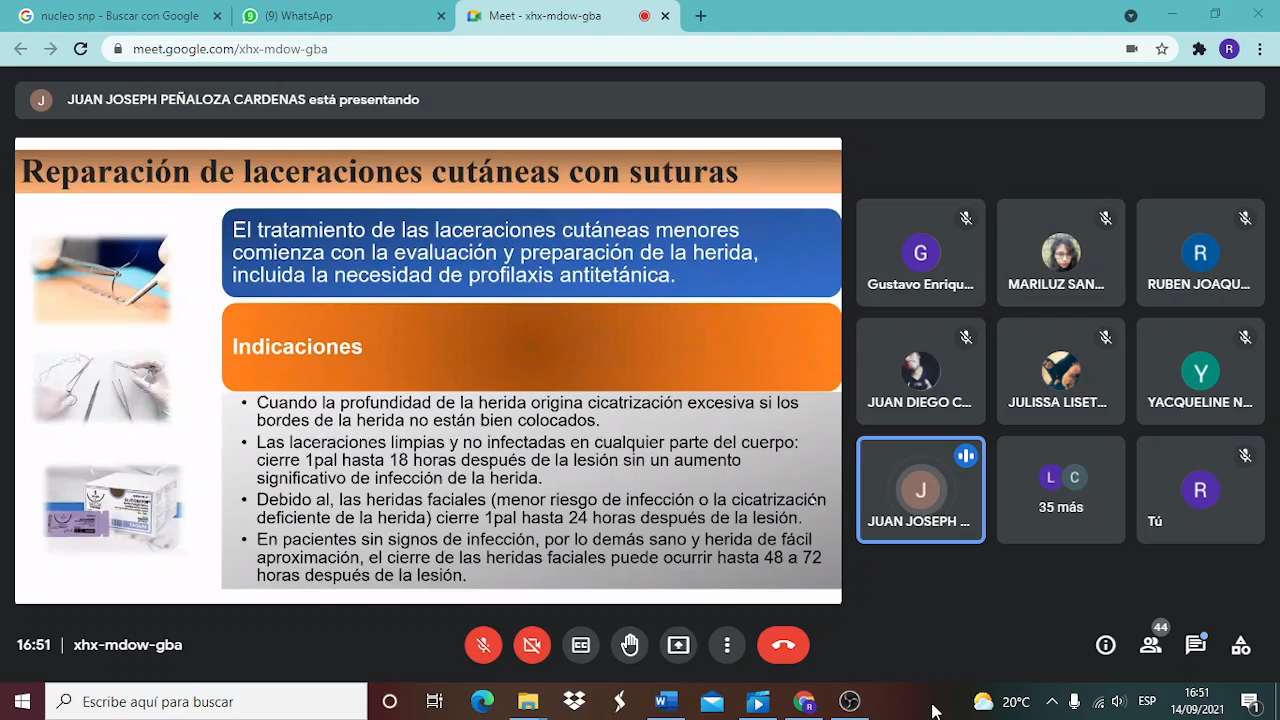 nucleo snp - Buscar con Google
(9) WhatsApp
Meet - xhx-mdow-gba
meet.google.com/xhx-mdow-gba
R
J
JUAN JOSEPH PEÑALOZA CARDENAS está presentando
Reparación de laceraciones cutáneas con suturas
El tratamiento de las laceraciones cutáneas menores
comienza con la evaluación y preparación de la herida,
incluida la necesidad de profilaxis antitetánica.
Indicaciones
• Cuando la profundidad de la herida origina cicatrización excesiva si los
bordes de la herida no están bien colocados.
• Las laceraciones limpias y no infectadas en cualquier parte del cuerpo:
cierre 1pal hasta 18 horas después de la lesión sin un aumento
significativo de infección de la herida.
• Debido al, las heridas faciales (menor riesgo de infección o la cicatrización
deficiente de la herida) cierre 1pal hasta 24 horas después de la lesión.
• En pacientes sin signos de infección, por lo demás sano y herida de fácil
aproximación, el cierre de las heridas faciales puede ocurrir hasta 48 a 72
horas después de la lesión.
G
Gustavo Enriqu...
MARILUZ SAN...
R
RUBEN JOAQU...
JUAN DIEGO C...
JULISSA LISET...
Y
YACQUELINE N...
J
JUAN JOSEPH ...
L C
35 más
R
Tú
16:51 | xhx-mdow-gba
44
Escribe aquí para buscar
20°C
ESP
16:51
14/09/2021
1